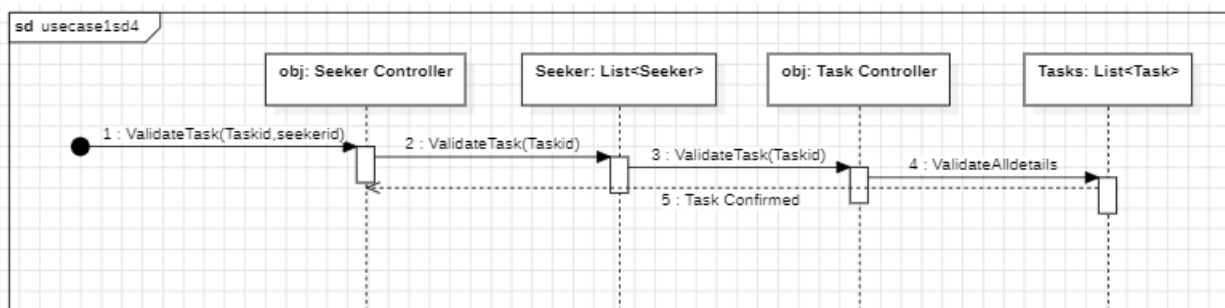 sd usecase1sd4
obj: Seeker Controller
Seeker: List<Seeker>
obj: Task Controller
Tasks: List<Task>
1 : ValidateTask(Taskid,seekerid)
2 : ValidateTask(Taskid)
3 : ValidateTask(Taskid)
4 : ValidateAlldetails
5 : Task Confirmed